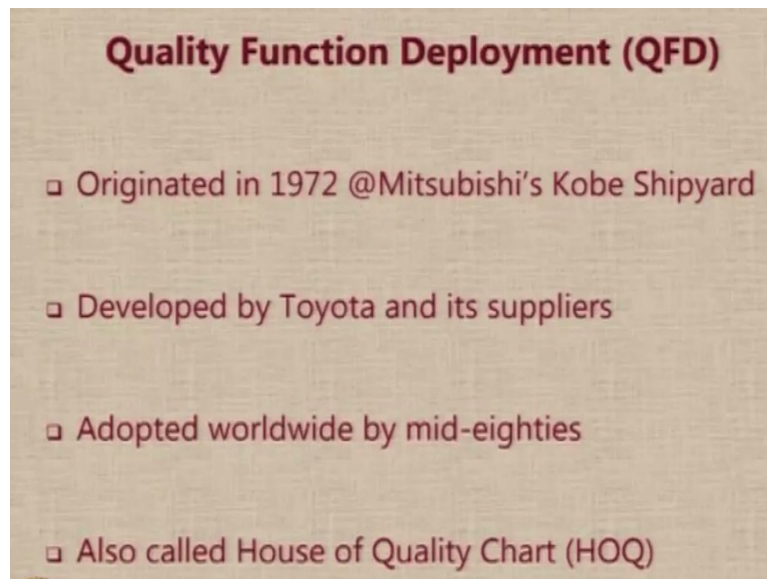 Quality Function Deployment (QFD)
Originated in 1972 @Mitsubishi's Kobe Shipyard
Developed by Toyota and its suppliers
Adopted worldwide by mid-eighties
Also called House of Quality Chart (HOQ)